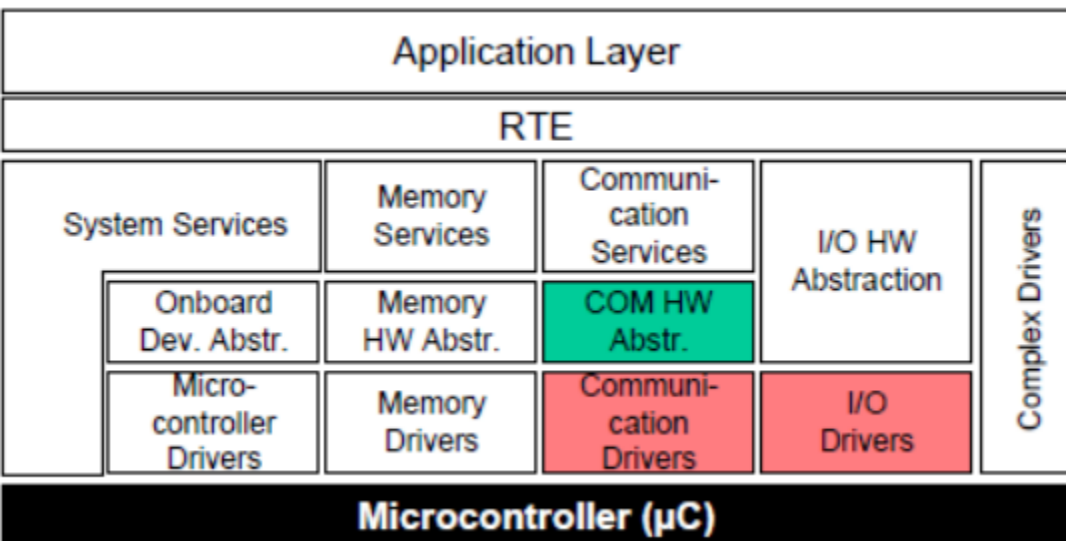 Application Layer
RTE
System Services
Memory
Services
Communi-
cation
Services
I/O HW
Abstraction
Complex Drivers
Onboard
Dev. Abstr.
Memory
HW Abstr.
COM HW
Abstr.
Micro-
controller
Drivers
Memory
Drivers
Communi-
cation
Drivers
I/O
Drivers
Microcontroller (µC)